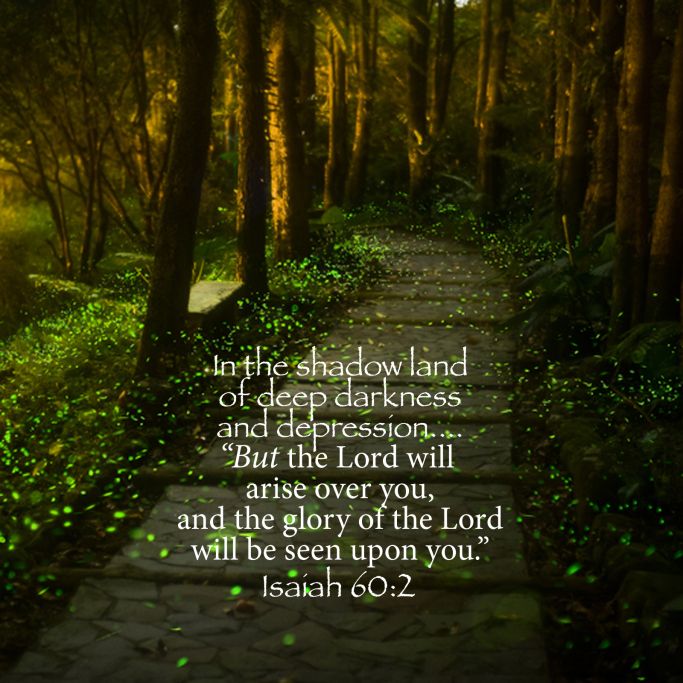 In the shadow land
of deep darkness
and depression....
“But the Lord will
arise over you,
and the glory of the Lord
will be seen upon you.”
Isaiah 60:2